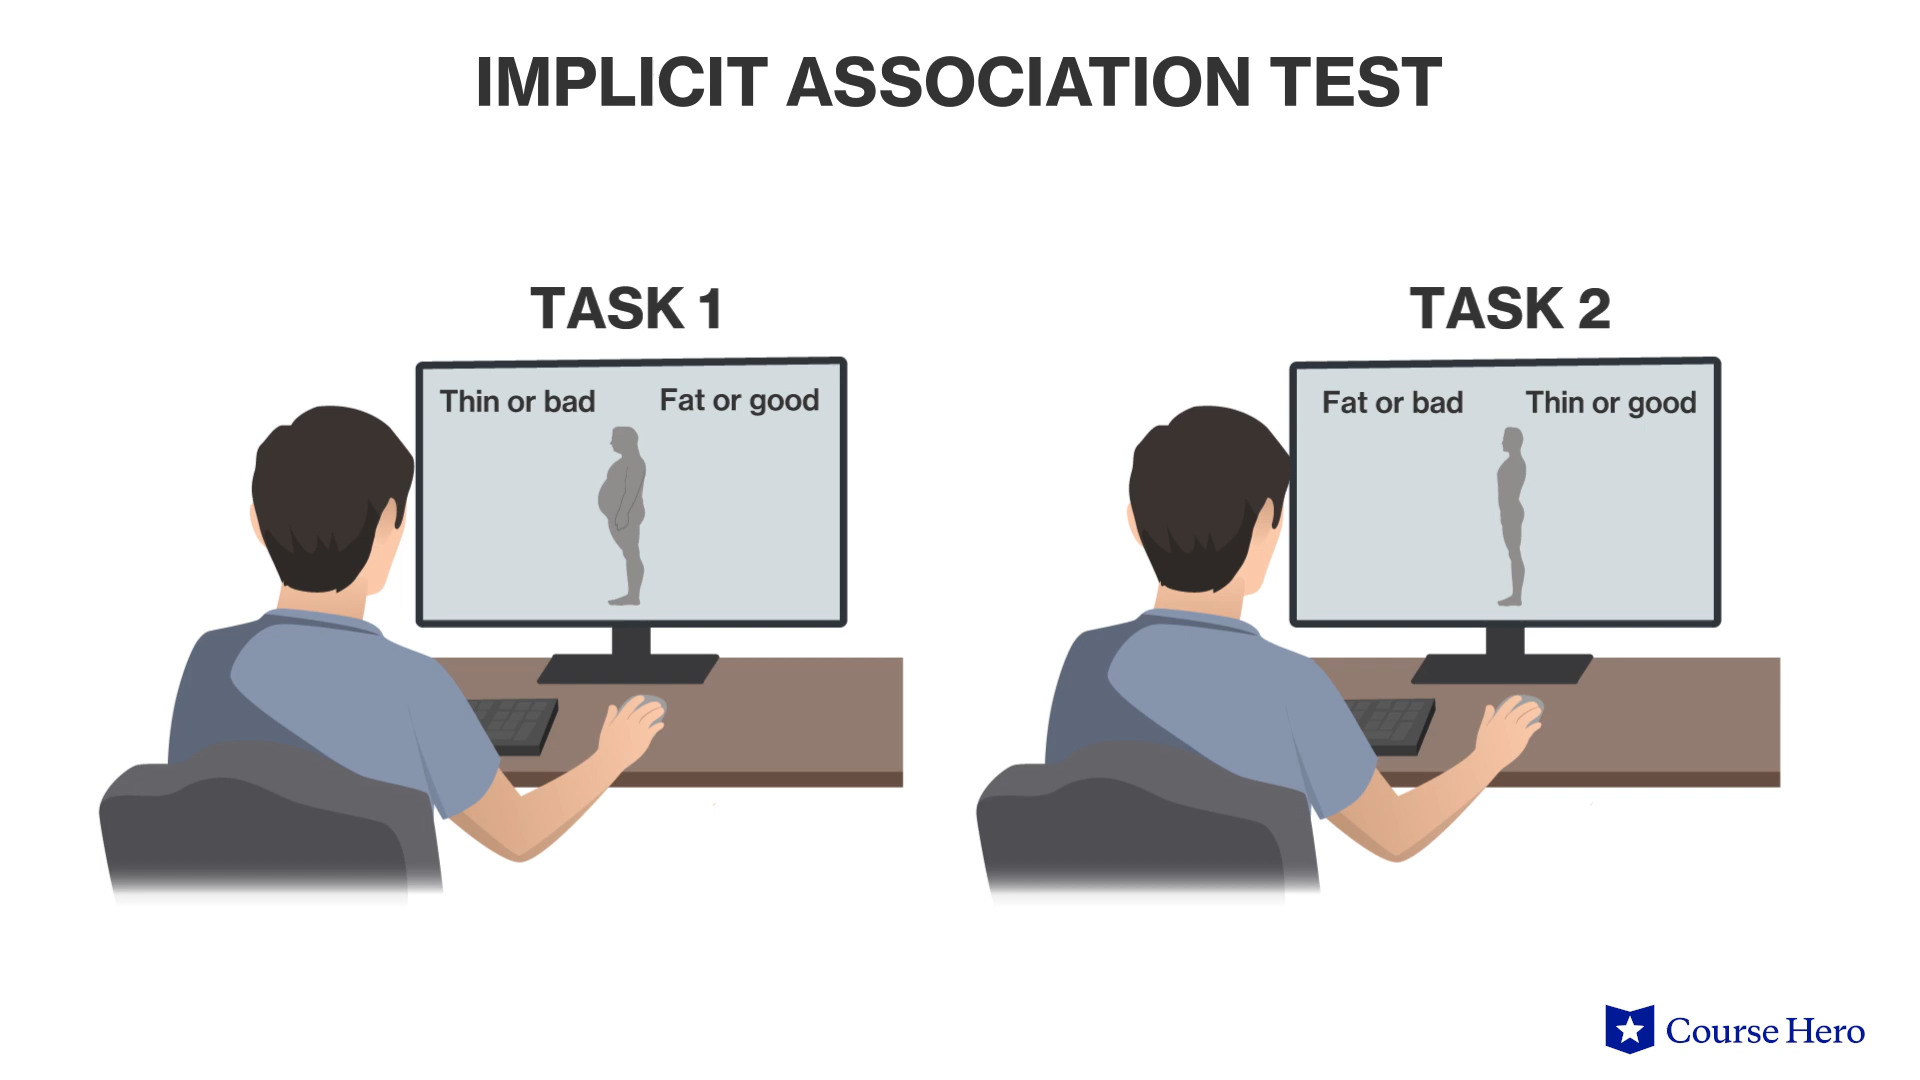 IMPLICIT ASSOCIATION TEST
TASK 1
Thin or bad
Fat or good
TASK 2
Fat or bad
Thin or good
Course Hero